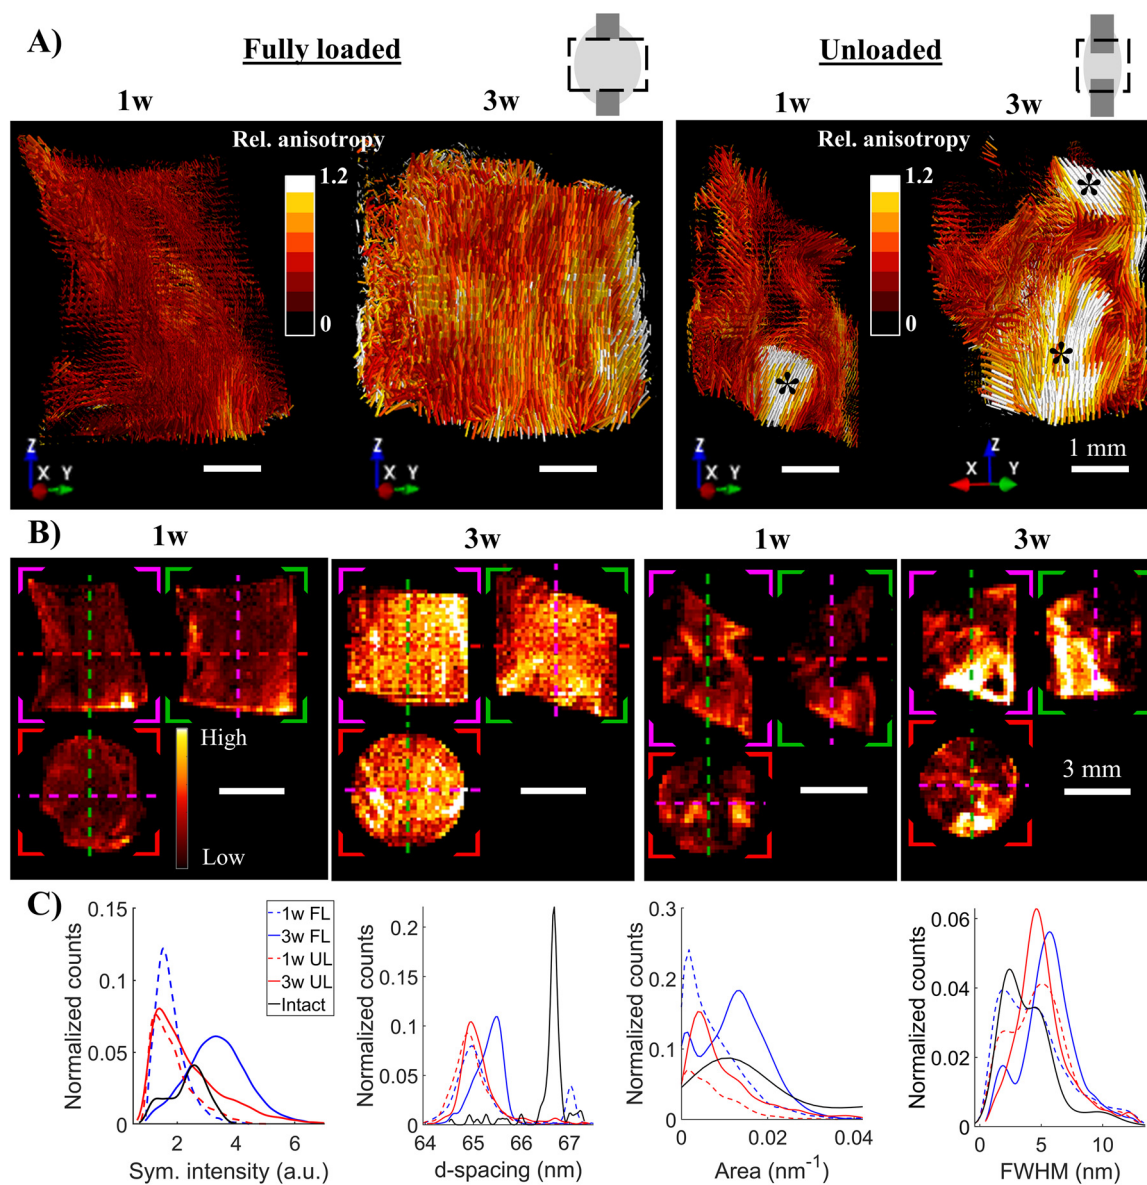 A)
Fully loaded
Unloaded
1w
3w
1w
3w
Rel. anisotropy
1.2
0
Rel. anisotropy
1.2
0
*
*
*
Z
X
Y
Z
X
Y
Z
X
Y
Z
X
Y
1 mm
B)
1w
3w
1w
3w
High
Low
3 mm
C)
Normalized counts
0.15
0.1
0.05
0
2
4
6
Sym. intensity (a.u.)
1w FL
3w FL
1w UL
3w UL
Intact
Normalized counts
0.2
0.15
0.1
0.05
0
64
65
66
67
d-spacing (nm)
Normalized counts
0.3
0.2
0.1
0
0
0.02
0.04
Area (nm⁻¹)
Normalized counts
0.06
0.04
0.02
0
0
5
10
FWHM (nm)